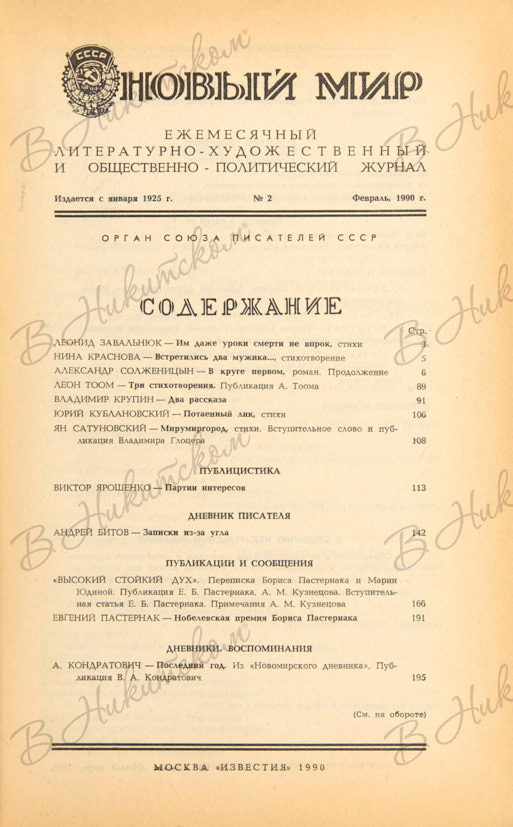 СССР
НОВЫЙ МИР
ЕЖЕМЕСЯЧНЫЙ
ЛИТЕРАТУРНО-ХУДОЖЕСТВЕННЫЙ
И ОБЩЕСТВЕННО-ПОЛИТИЧЕСКИЙ ЖУРНАЛ
Издается с января 1925 г. № 2 Февраль, 1990 г.
ОРГАН СОЮЗА ПИСАТЕЛЕЙ СССР
СОДЕРЖАНИЕ
Стр.
ЛЕОНИД ЗАВАЛЬНЮК — Им даже уроки смерти не впрок, стихи 3
НИНА КРАСНОВА — Встретились два мужика..., стихотворение 5
АЛЕКСАНДР СОЛЖЕНИЦЫН — В круге первом, роман. Продолжение 6
ЛЕОН ТООМ — Три стихотворения. Публикация А. Тоома 89
ВЛАДИМИР КРУПИН — Два рассказа 91
ЮРИЙ КУБЛАНОВСКИЙ — Потаенный лик, стихи 106
ЯН САТУНОВСКИЙ — Мирумиргород, стихи. Вступительное слово и пуб-
ликация Владимира Глоцера 108
ПУБЛИЦИСТИКА
ВИКТОР ЯРОШЕНКО — Партии интересов 113
ДНЕВНИК ПИСАТЕЛЯ
АНДРЕЙ БИТОВ — Записки из-за угла 142
ПУБЛИКАЦИИ И СООБЩЕНИЯ
«ВЫСОКИЙ СТОЙКИЙ ДУХ». Переписка Бориса Пастернака и Марии
Юдиной. Публикация Е. Б. Пастернака, А. М. Кузнецова. Вступитель-
ная статья Е. Б. Пастернака. Примечания А. М. Кузнецова 166
ЕВГЕНИЙ ПАСТЕРНАК — Нобелевская премия Бориса Пастернака 191
ДНЕВНИКИ. ВОСПОМИНАНИЯ
А. КОНДРАТОВИЧ — Последний год. Из «Новомирского дневника». Пуб-
ликация В. А. Кондратович 195
(См. на обороте)
МОСКВА «ИЗВЕСТИЯ» 1990
В Никитском